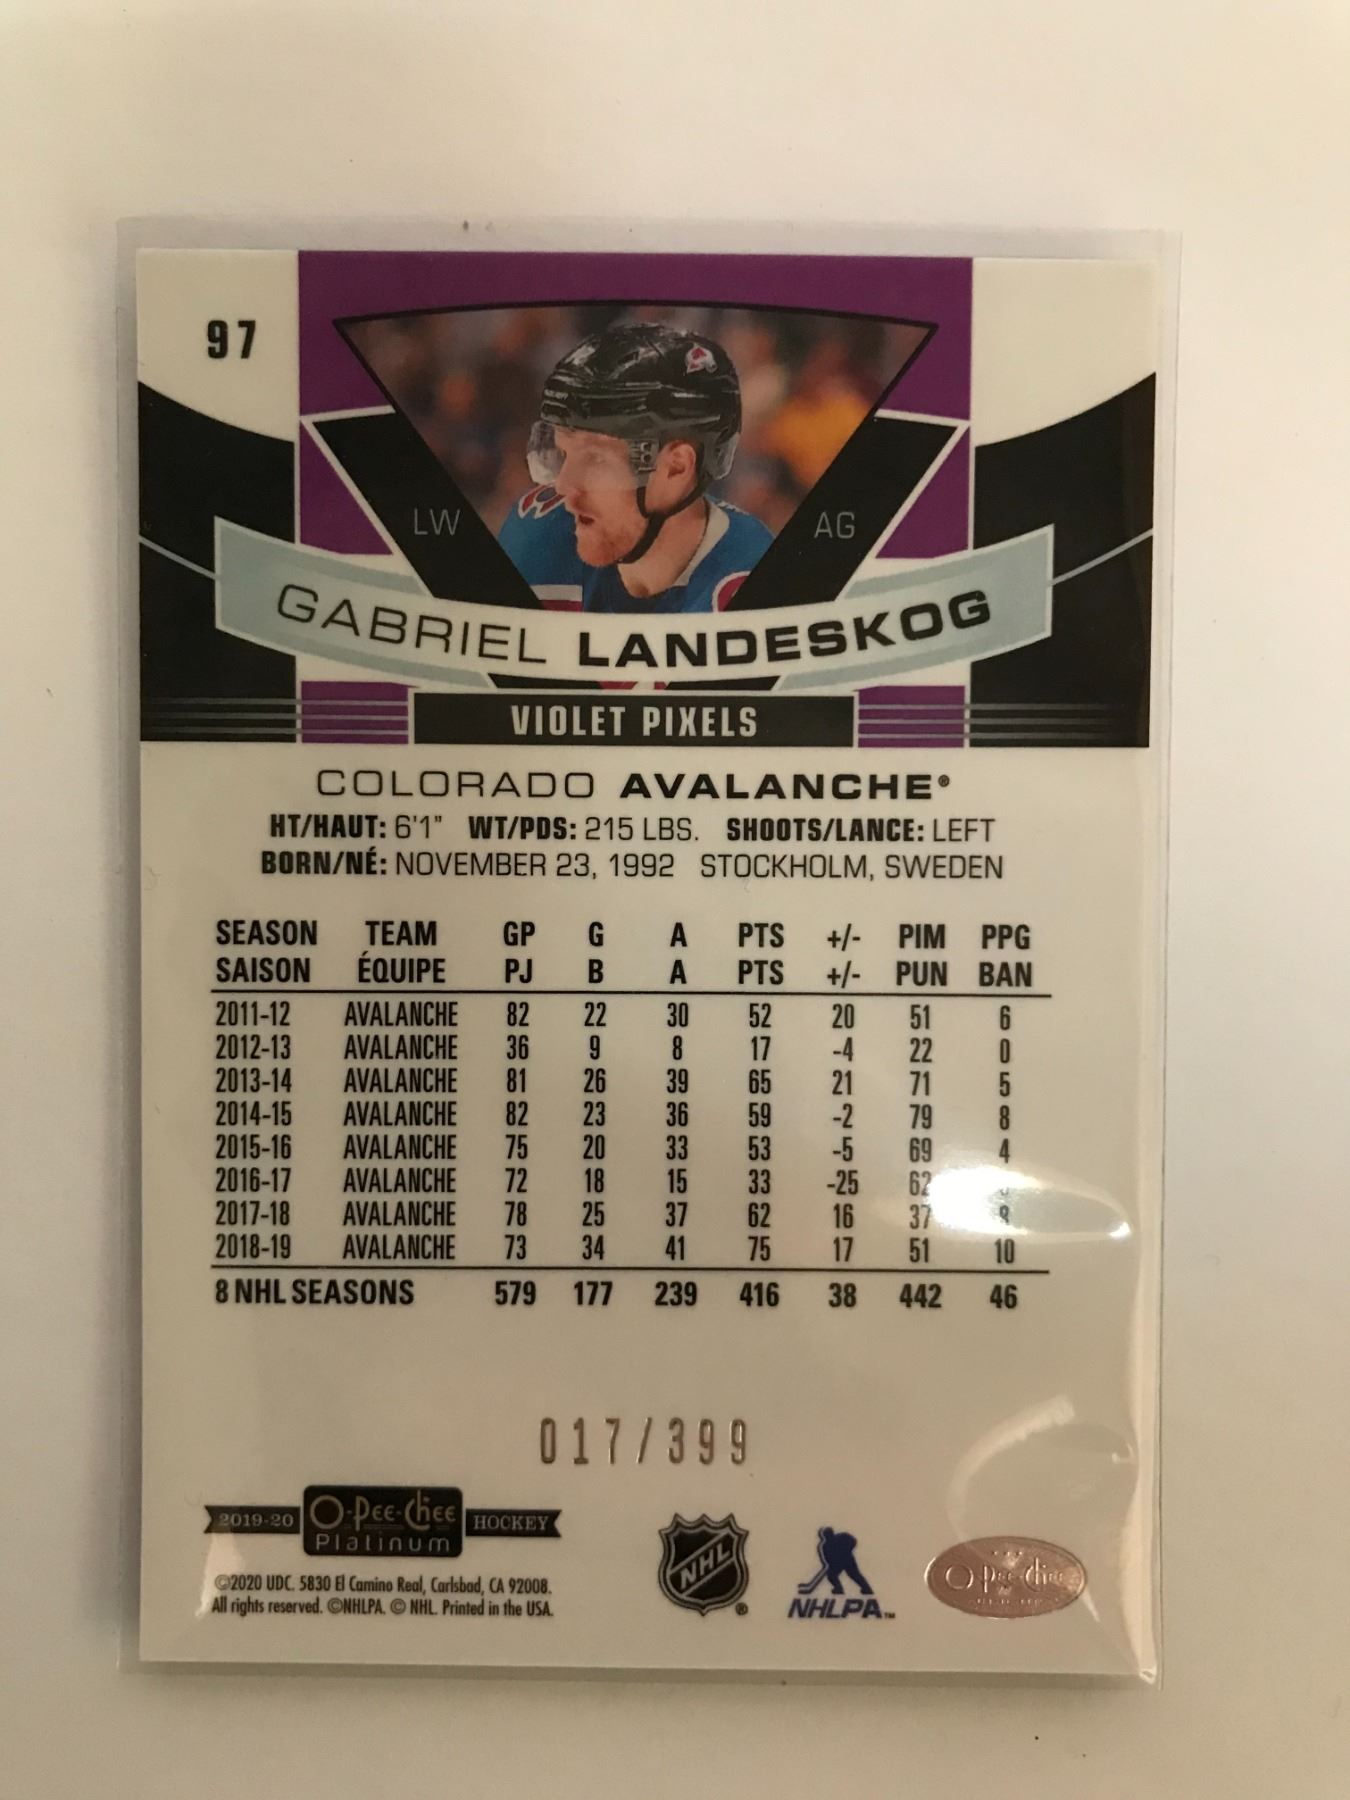 97
LW
AG
GABRIEL LANDESKOG
VIOLET PIXELS
COLORADO AVALANCHE®
HT/HAUT: 6'1" WT/PDS: 215 LBS. SHOOTS/LANCE: LEFT
BORN/NÉ: NOVEMBER 23, 1992 STOCKHOLM, SWEDEN
SEASON TEAM GP G A PTS +/- PIM PPG
SAISON ÉQUIPE PJ B A PTS +/- PUN BAN
2011-12 AVALANCHE 82 22 30 52 20 51 6
2012-13 AVALANCHE 36 9 8 17 -4 22 0
2013-14 AVALANCHE 81 26 39 65 21 71 5
2014-15 AVALANCHE 82 23 36 59 -2 79 8
2015-16 AVALANCHE 75 20 33 53 -5 69 4
2016-17 AVALANCHE 72 18 15 33 -25 62
2017-18 AVALANCHE 78 25 37 62 16 37 8
2018-19 AVALANCHE 73 34 41 75 17 51 10
8 NHL SEASONS 579 177 239 416 38 442 46
017/399
2019-20 O-Pee-Chee HOCKEY
Platinum
©2020 UDC. 5830 El Camino Real, Carlsbad, CA 92008.
All rights reserved. ©NHLPA. © NHL. Printed in the USA.
NHL®
NHLPA™
O-Pee-Chee